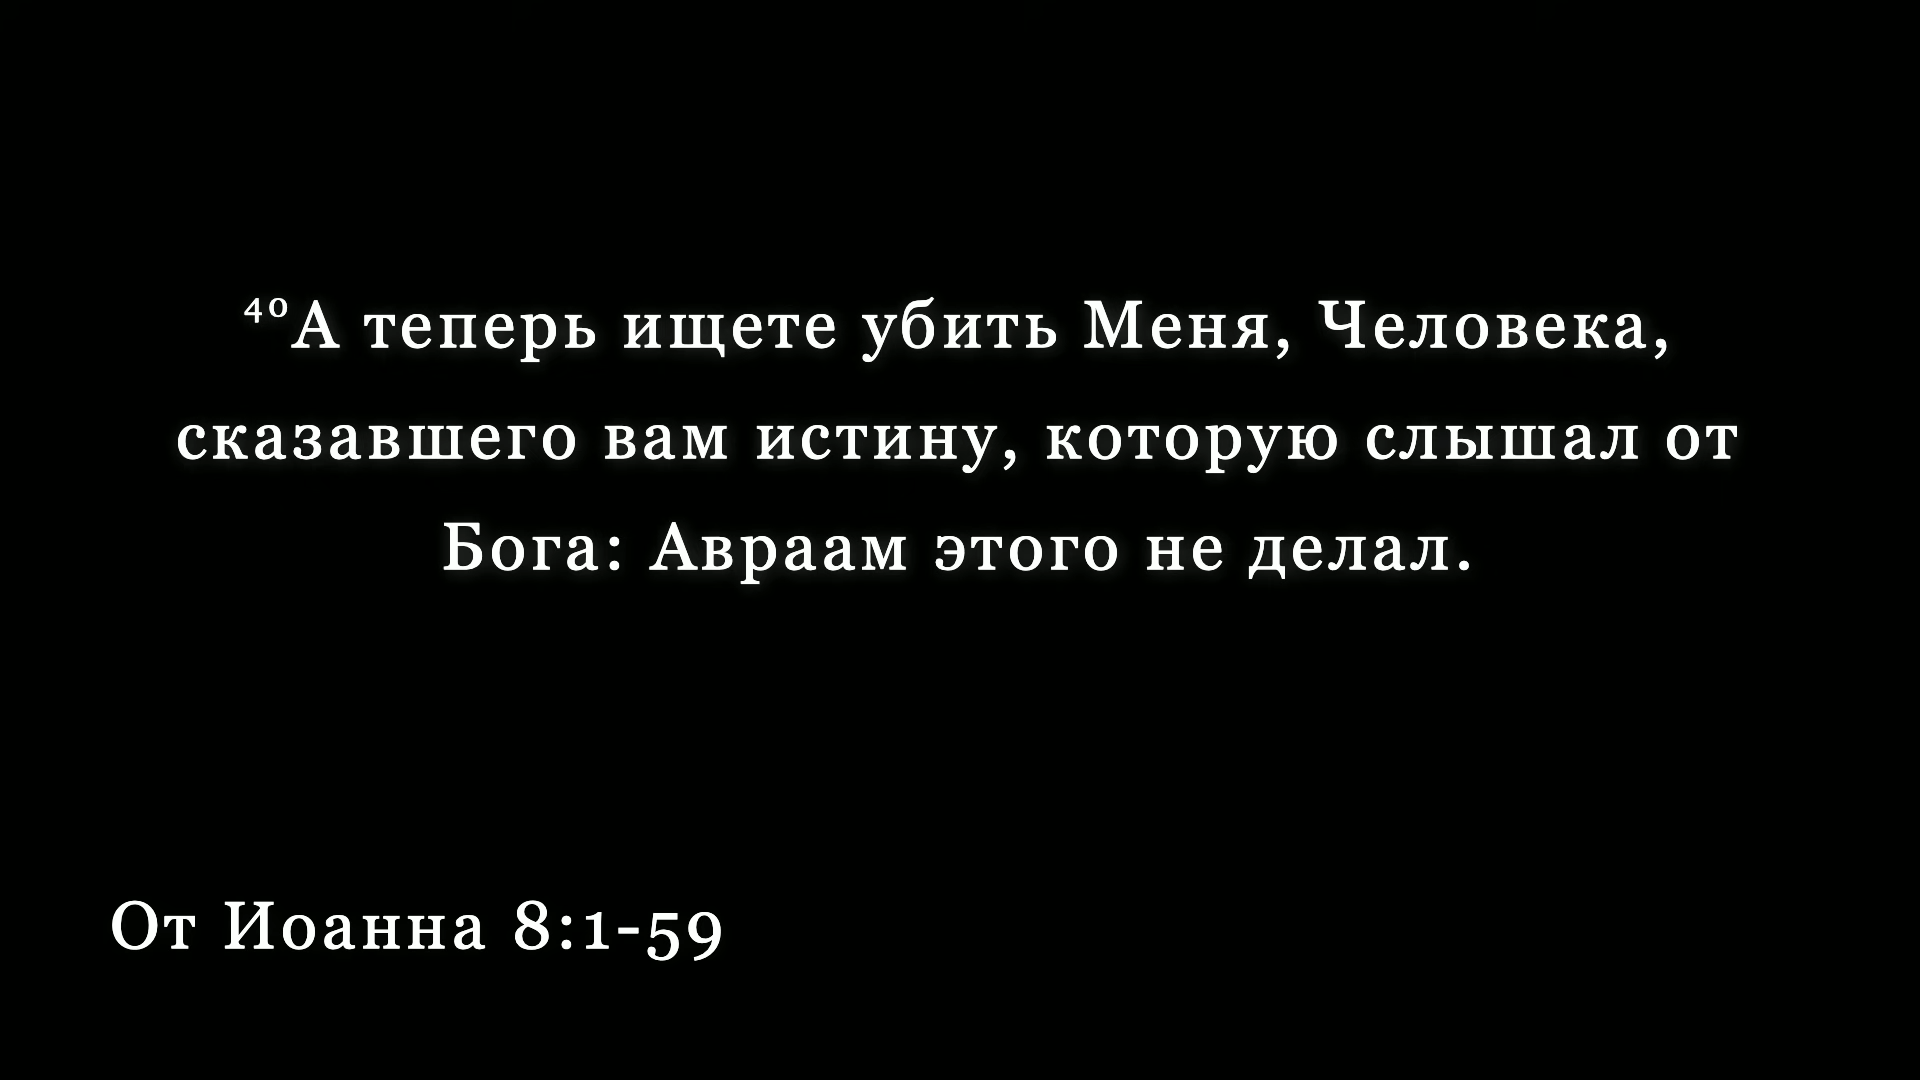 ⁴⁰А теперь ищете убить Меня, Человека,
сказавшего вам истину, которую слышал от
Бога: Авраам этого не делал.
От Иоанна 8:1-59